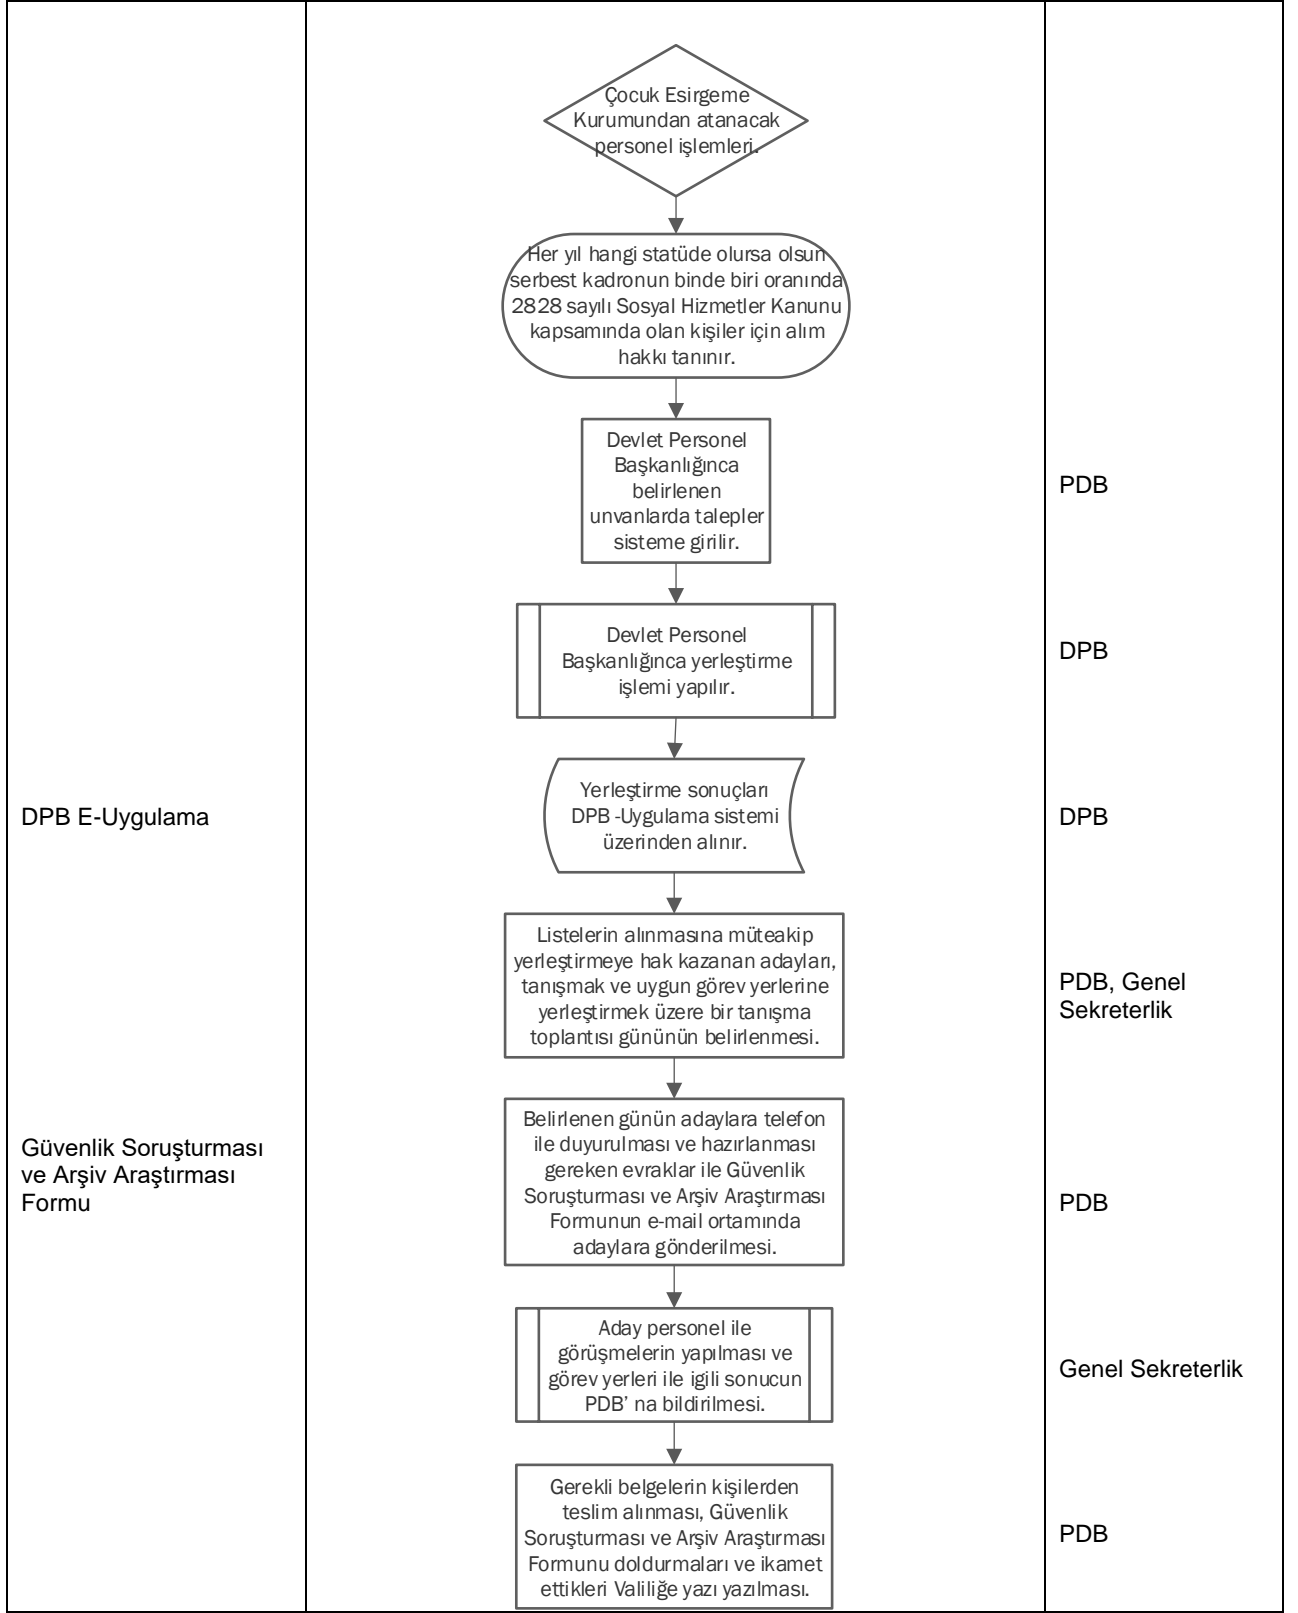 Çocuk Esirgeme
Kurumundan atanacak
personel işlemleri.
Her yıl hangi statüde olursa olsun
serbest kadronun binde biri oranında
2828 sayılı Sosyal Hizmetler Kanunu
kapsamında olan kişiler için alım
hakkı tanınır.
Devlet Personel
Başkanlığınca
belirlenen
unvanlarda talepler
sisteme girilir.
PDB
Devlet Personel
Başkanlığınca yerleştirme
işlemi yapılır.
DPB
DPB E-Uygulama
Yerleştirme sonuçları
DPB -Uygulama sistemi
üzerinden alınır.
DPB
Listelerin alınmasına müteakip
yerleştirmeye hak kazanan adayları,
tanışmak ve uygun görev yerlerine
yerleştirmek üzere bir tanışma
toplantısı gününün belirlenmesi.
PDB, Genel
Sekreterlik
Güvenlik Soruşturması
ve Arşiv Araştırması
Formu
Belirlenen günün adaylara telefon
ile duyurulması ve hazırlanması
gereken evraklar ile Güvenlik
Soruşturması ve Arşiv Araştırması
Formunun e-mail ortamında
adaylara gönderilmesi.
PDB
Aday personel ile
görüşmelerin yapılması ve
görev yerleri ile igili sonucun
PDB’ na bildirilmesi.
Genel Sekreterlik
Gerekli belgelerin kişilerden
teslim alınması, Güvenlik
Soruşturması ve Arşiv Araştırması
Formunu doldurmaları ve ikamet
ettikleri Valiliğe yazı yazılması.
PDB